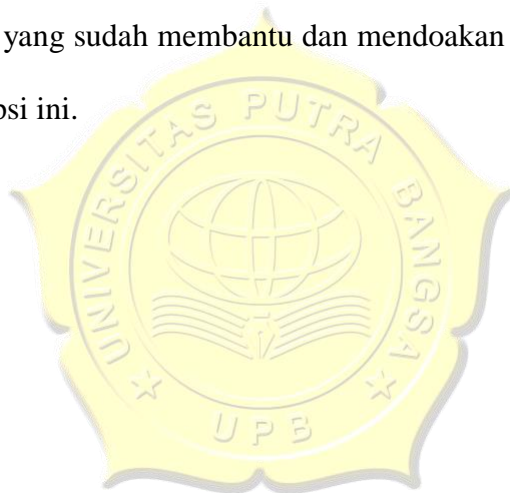 yang sudah membantu dan mendoakan
psi ini.
UNIVERSITAS PUTRA BANGSA
UPB